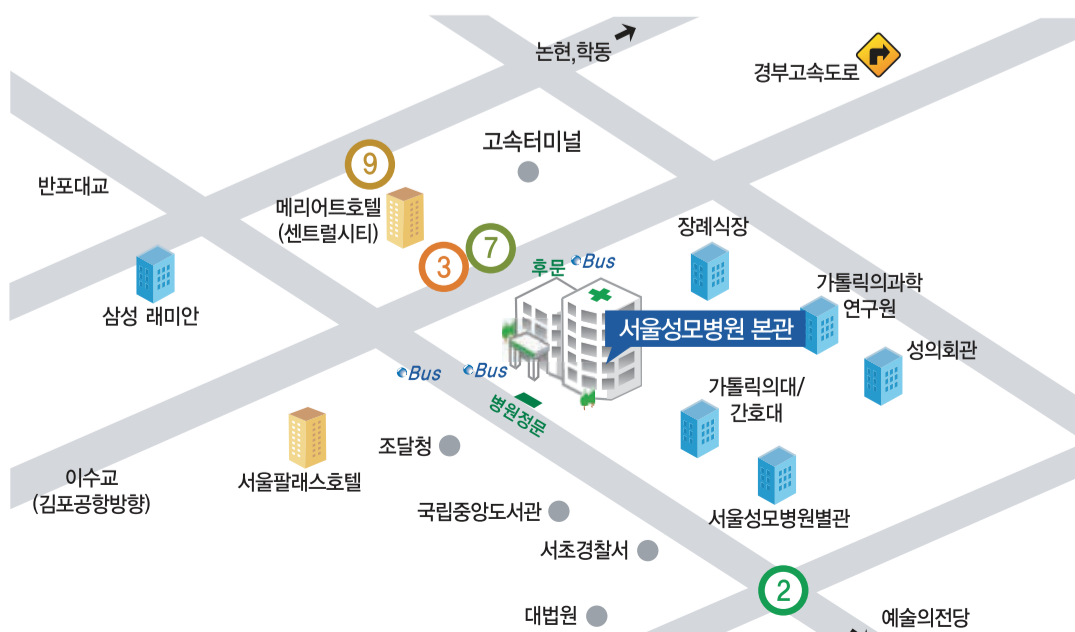 논현,학동
경부고속도로
고속터미널
9
반포대교
메리어트호텔
(센트럴시티)
장례식장
7
3
후문
Bus
가톨릭의과학
연구원
삼성 래미안
서울성모병원 본관
성의회관
Bus
Bus
병원정문
가톨릭의대/
간호대
조달청
이수교
(김포공항방향)
서울팔래스호텔
국립중앙도서관
서울성모병원별관
서초경찰서
2
대법원
예술의전당